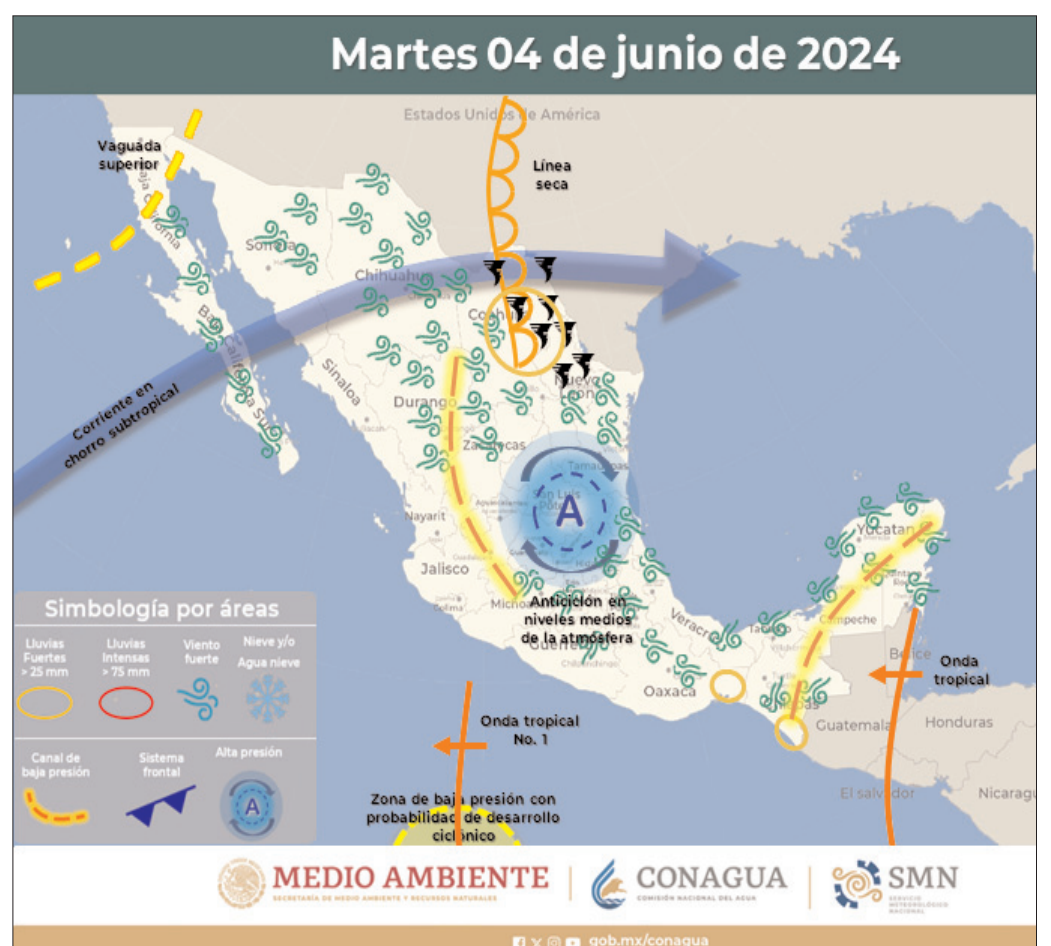 Martes 04 de junio de 2024
Estados Unidos de América
Vaguada
superior
Línea
seca
Baja California
Sonora
Chihuahua
Coahuila
Baja California Sur
Sinaloa
Nuevo
León
Corriente en
chorro subtropical
Durango
Zacatecas
Tamaulipas
San Luis
Potosí
A
Nayarit
Yucatán
Jalisco
Colima
Michoacán
Anticiclón en
niveles medios
de la atmósfera
Guerrero
Veracruz
Tabasco
Campeche
Quintana
Roo
Belice
Oaxaca
Chiapas
Onda
tropical
Guatemala
Honduras
El salvador
Nicaragu
Onda tropical
No. 1
Zona de baja presión con
probabilidad de desarrollo
ciclónico
Simbología por áreas
Lluvias
Fuertes
> 25 mm
Lluvias
Intensas
> 75 mm
Viento
fuerte
Nieve y/o
Agua nieve
Canal de
baja presión
Sistema
frontal
Alta presión
A
MEDIO AMBIENTE
SECRETARÍA DE MEDIO AMBIENTE Y RECURSOS NATURALES
CONAGUA
COMISIÓN NACIONAL DEL AGUA
SMN
SERVICIO
METEOROLÓGICO
NACIONAL
gob.mx/conagua